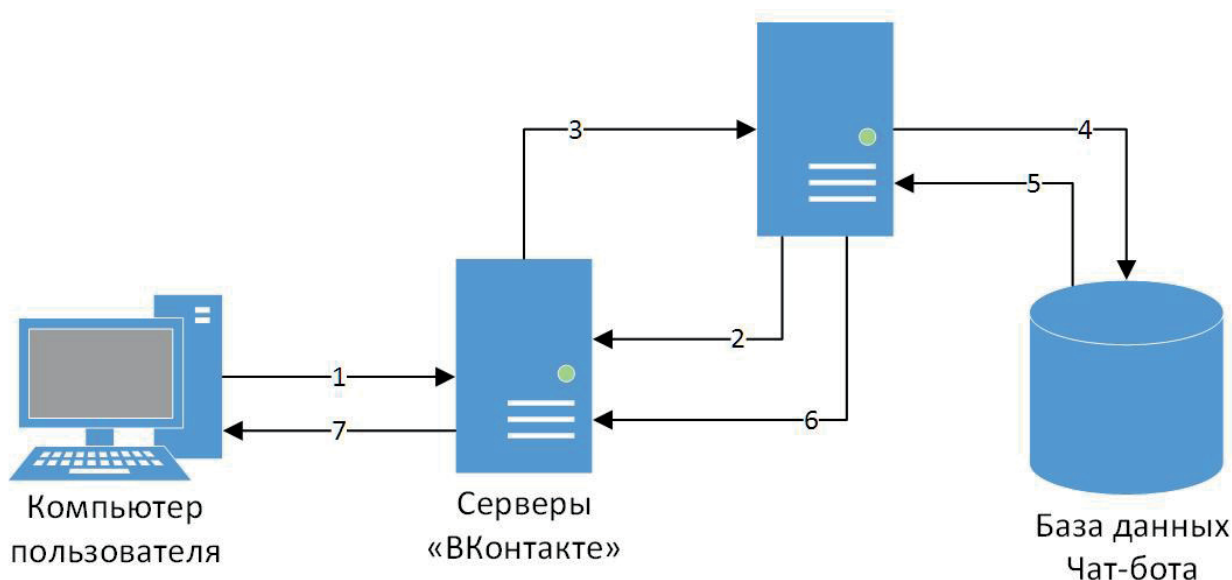 3
4
5
2
1
6
7
Компьютер
пользователя
Серверы
«ВКонтакте»
База данных
Чат-бота